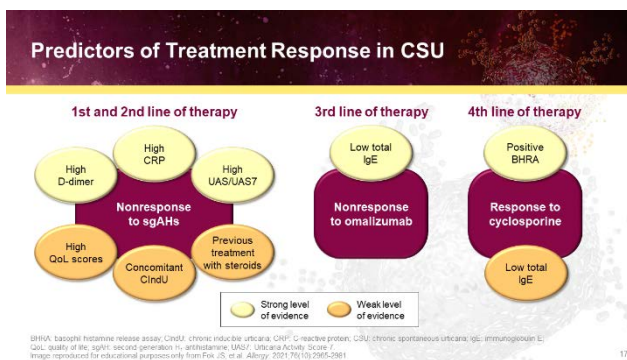 Predictors of Treatment Response in CSU
1st and 2nd line of therapy
High
D-dimer
High
CRP
High
UAS/UAS7
Nonresponse
to sgAHs
High
QoL scores
Concomitant
CIndU
Previous
treatment
with steroids
3rd line of therapy
Low total
IgE
Nonresponse
to omalizumab
4th line of therapy
Positive
BHRA
Response to
cyclosporine
Low total
IgE
Strong level
of evidence
Weak level
of evidence
BHRA: basophil histamine release assay; CIndU: chronic inducible urticaria; CRP: C-reactive protein; CSU: chronic spontaneous urticaria; IgE: immunoglobulin E;
QoL: quality of life; sgAH: second generation H₁-antihistamine; UAS7: Urticaria Activity Score 7.
Image reproduced for educational purposes only from Fok JS, et al. Allergy. 2021;76(10):2965-2981.
17